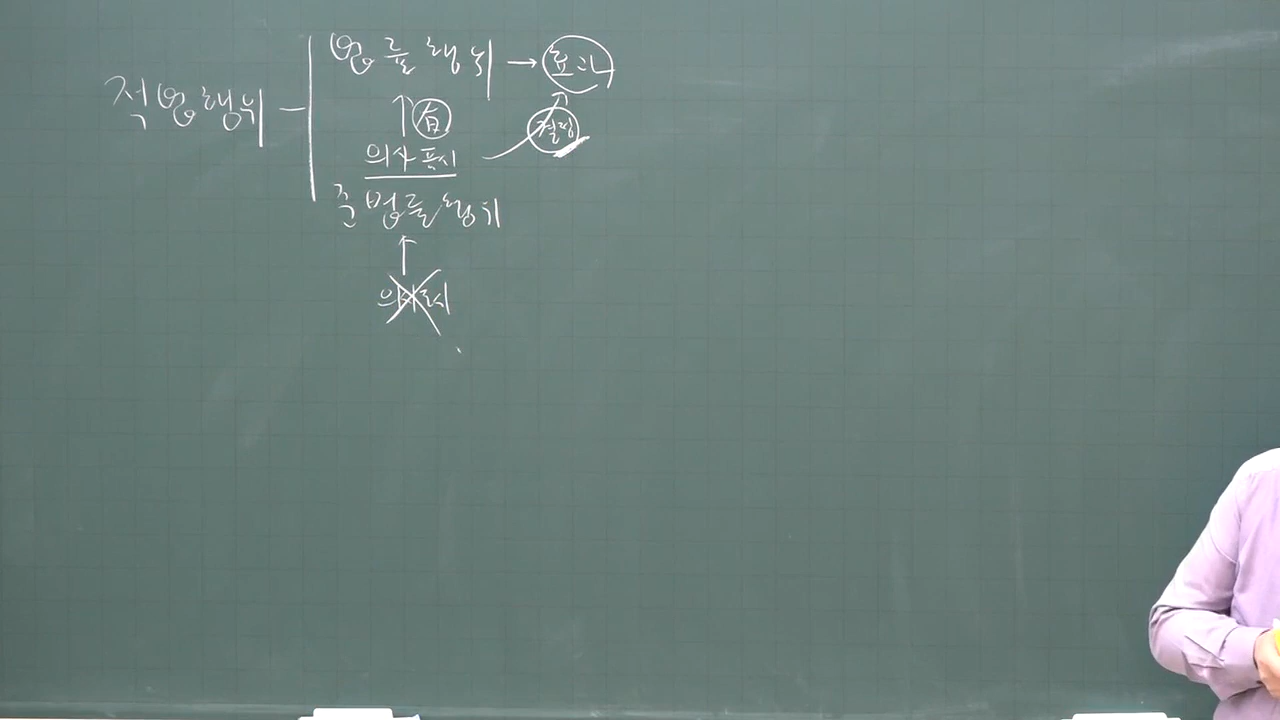 적법행위 — 법률행위 → 효과
↑ 有 결정
의사표시
준법률행위
↑
의사표시